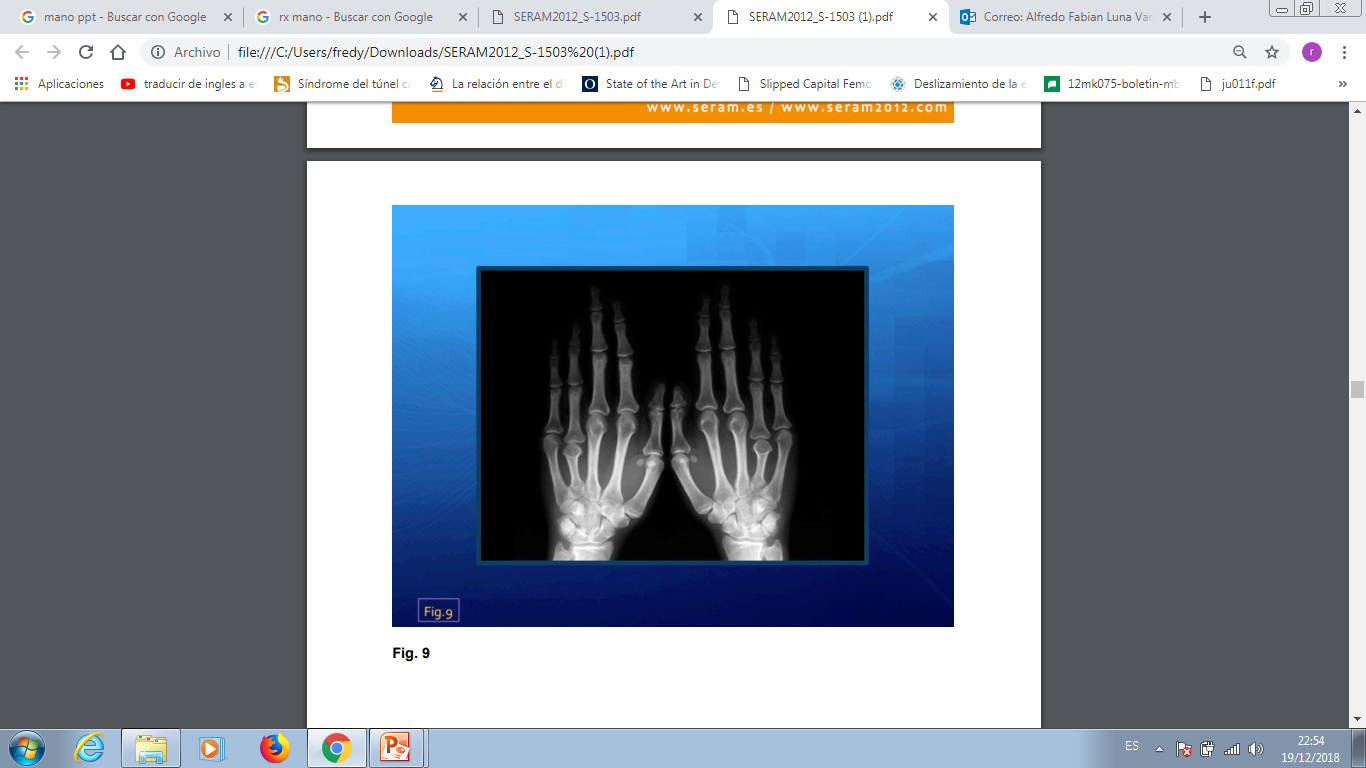 mano ppt - Buscar con Google
rx mano - Buscar con Google
SERAM2012_S-1503.pdf
SERAM2012_S-1503 (1).pdf
Correo: Alfredo Fabian Luna Var
Archivo
file:///C:/Users/fredy/Downloads/SERAM2012_S-1503%20(1).pdf
r
Aplicaciones
traducir de ingles a e
Síndrome del túnel ca
La relación entre el di
State of the Art in De
Slipped Capital Femo
Deslizamiento de la e
12mk075-boletin-mb
ju011f.pdf
»
www.seram.es / www.seram2012.com
Fig.9
Fig. 9
ES
22:54
19/12/2018